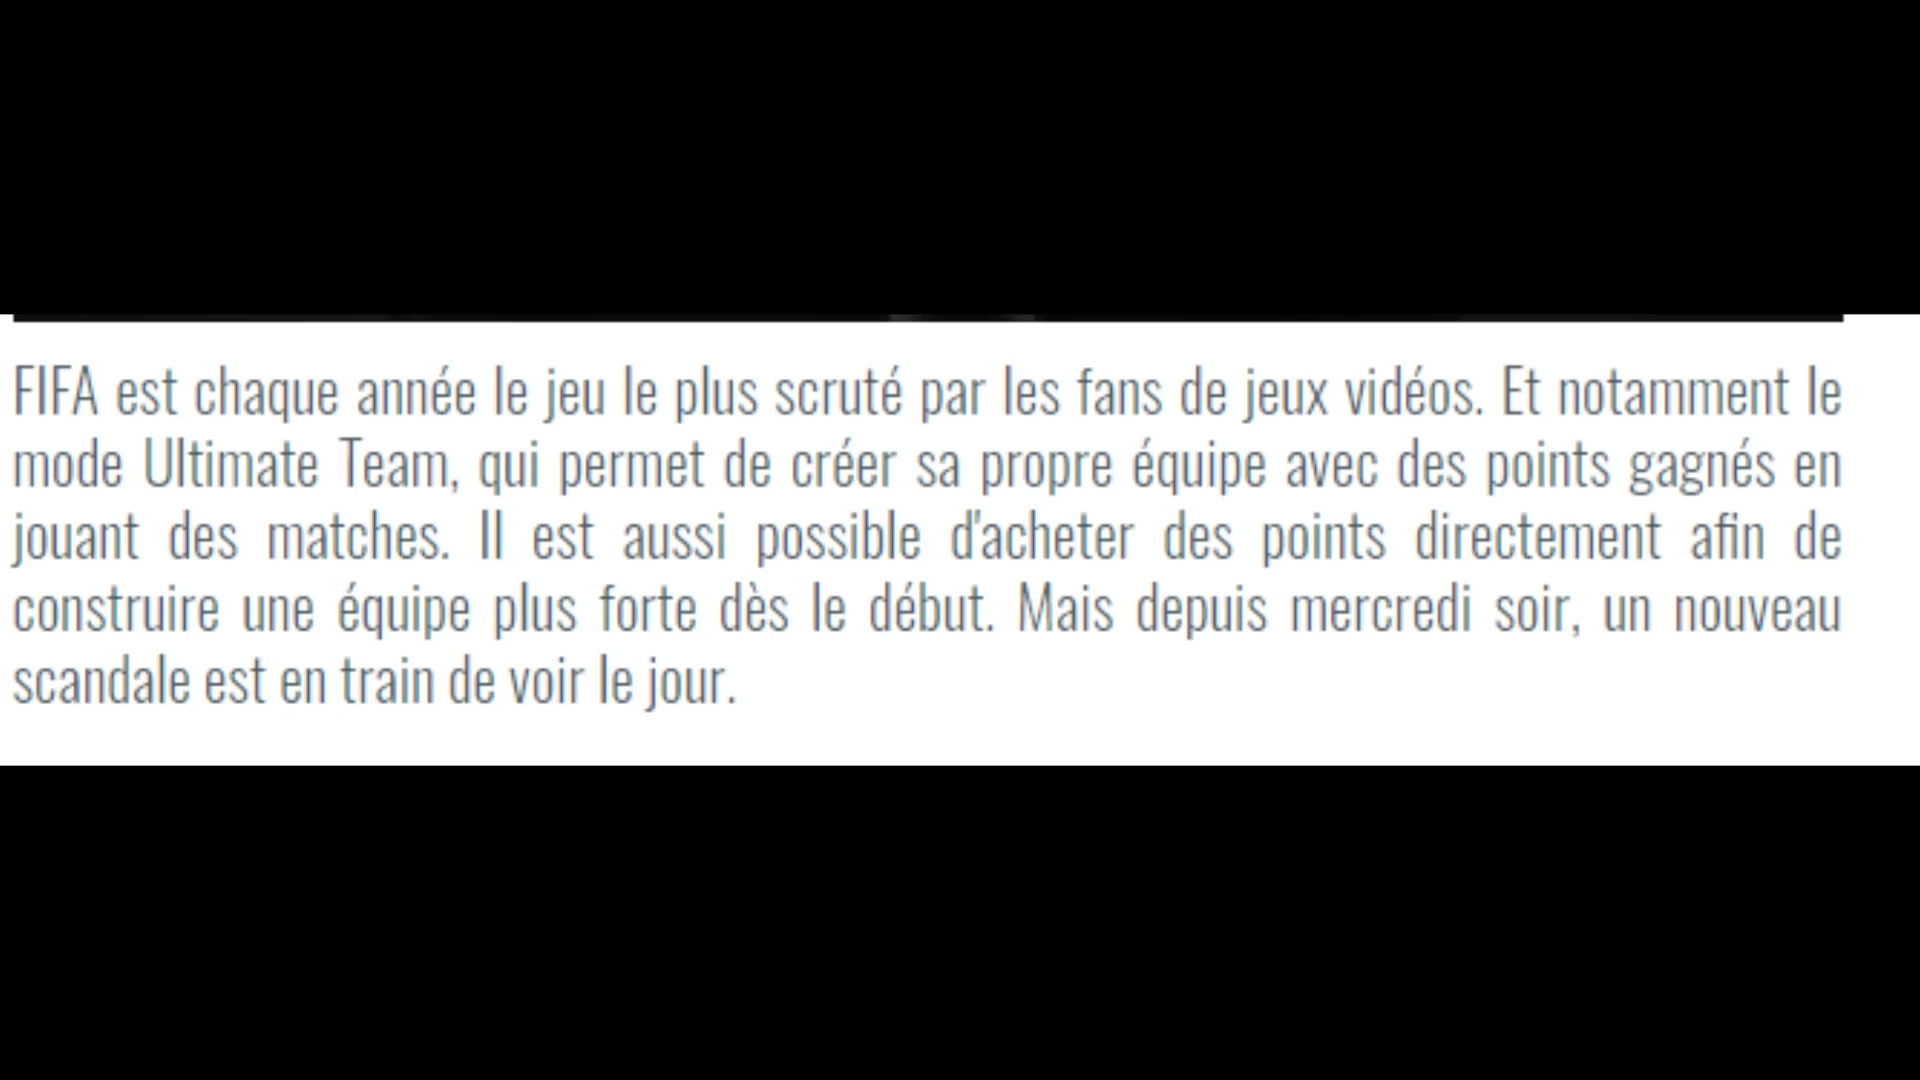 FIFA est chaque année le jeu le plus scruté par les fans de jeux vidéos. Et notamment le
mode Ultimate Team, qui permet de créer sa propre équipe avec des points gagnés en
jouant des matches. Il est aussi possible d'acheter des points directement afin de
construire une équipe plus forte dès le début. Mais depuis mercredi soir, un nouveau
scandale est en train de voir le jour.